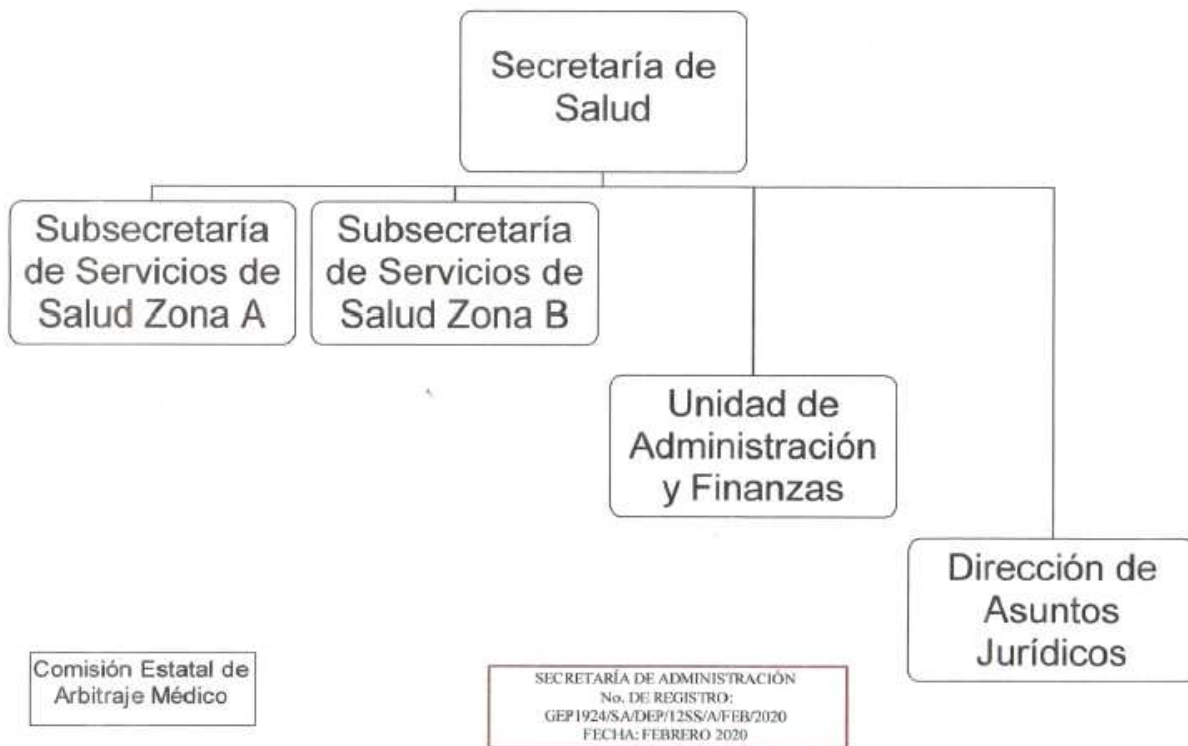 Secretaría de
Salud
Subsecretaría
de Servicios de
Salud Zona A
Subsecretaría
de Servicios de
Salud Zona B
Unidad de
Administración
y Finanzas
Dirección de
Asuntos
Jurídicos
Comisión Estatal de
Arbitraje Médico
SECRETARÍA DE ADMINISTRACIÓN
No. DE REGISTRO:
GEP1924/SA/DEP/12SS/A/FEB/2020
FECHA: FEBRERO 2020